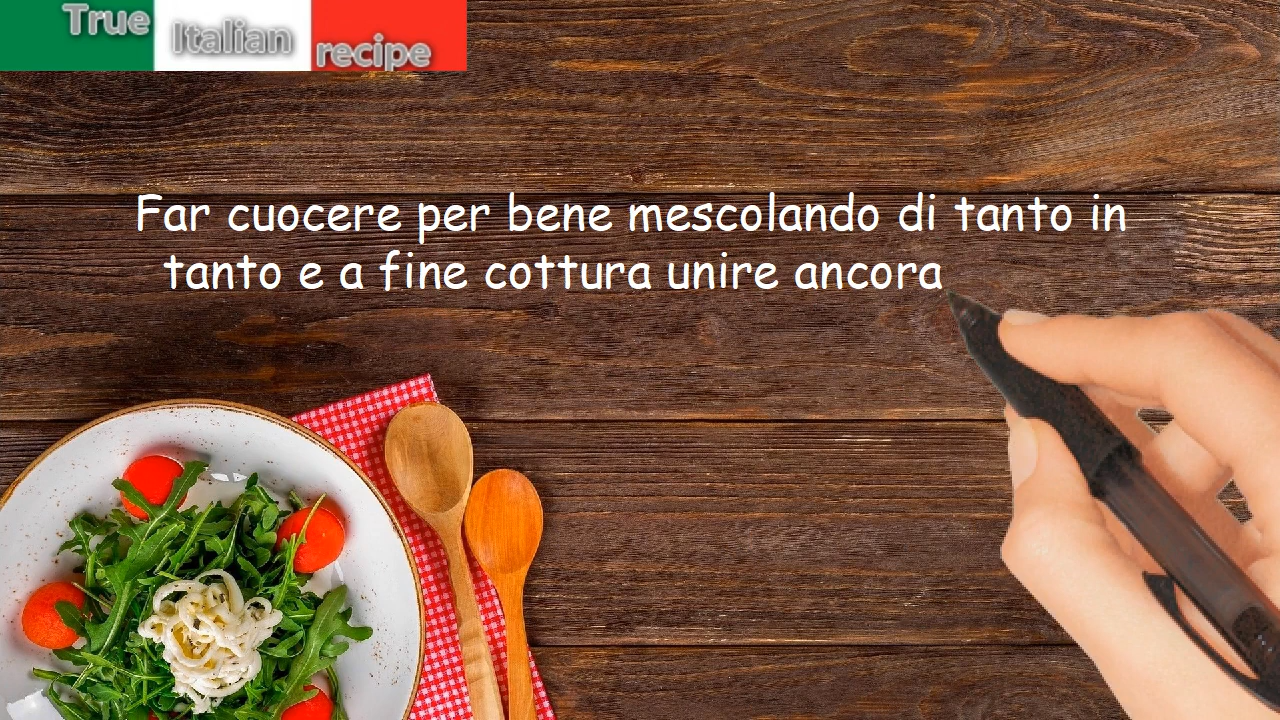 True
Italian
recipe
Far cuocere per bene mescolando di tanto in
tanto e a fine cottura unire ancora